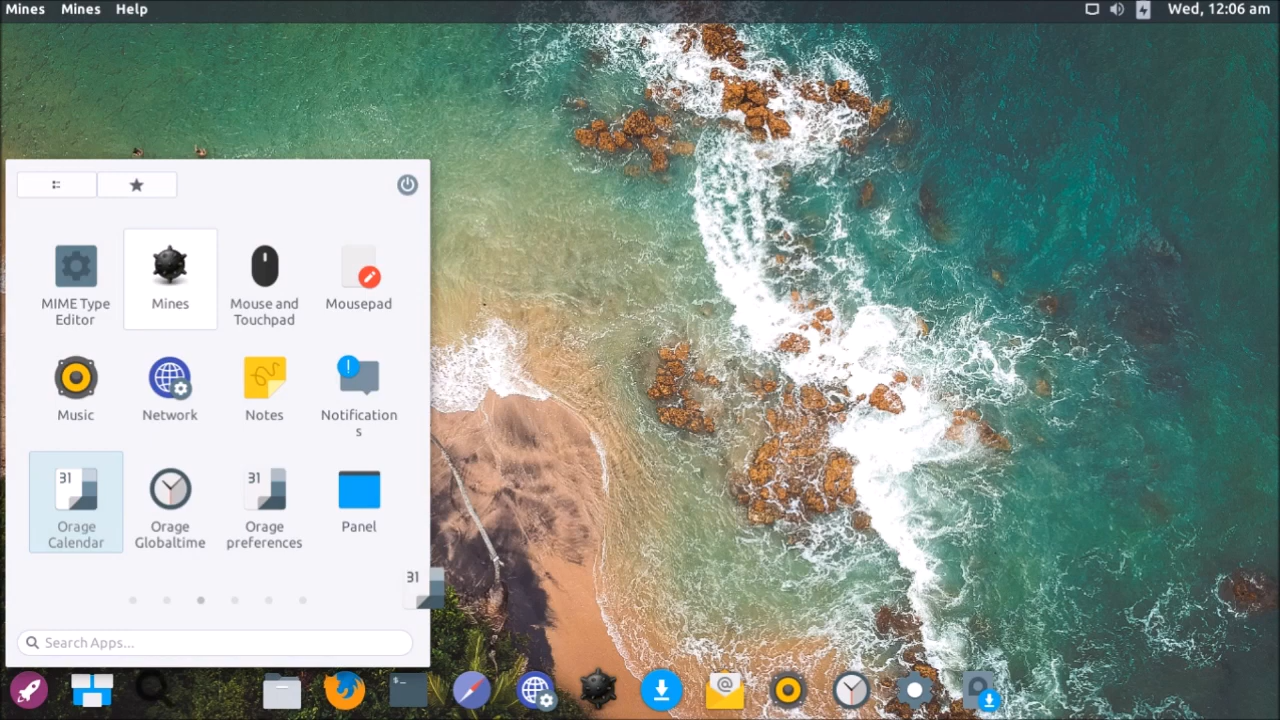 Mines Mines Help Wed, 12:06 am
MIME Type
Editor
Mines
Mouse and
Touchpad
Mousepad
Music
Network
Notes
!
Notification
s
31
Orage
Calendar
Orage
Globaltime
31
Orage
preferences
Panel
31
Search Apps...
$-
@